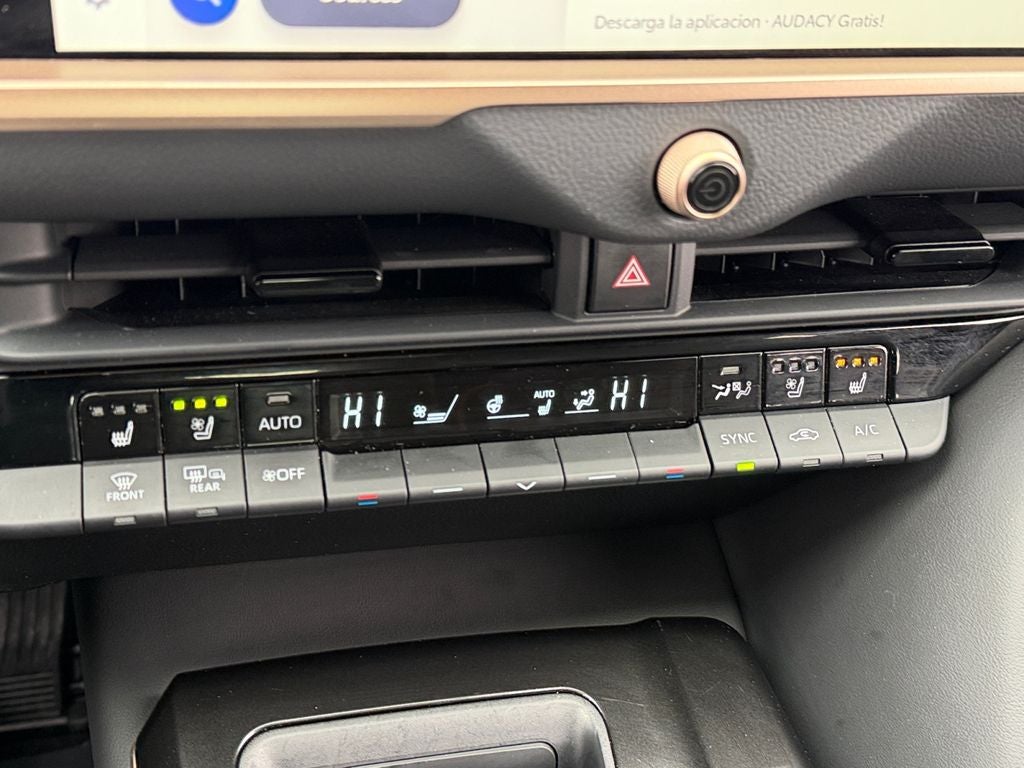 Descarga la aplicacion · AUDACY Gratis!
AUTO
HI
AUTO
HI
FRONT
REAR
OFF
SYNC
A/C